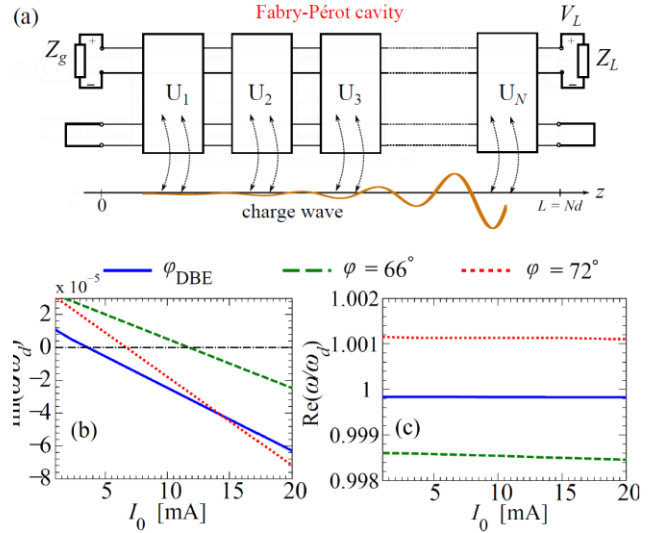 (a)
Fabry-Pérot cavity
Z_g + −
U_1 U_2 U_3 U_N
V_L
+ − Z_L
0 charge wave L = Nd z
φ_DBE φ = 66° φ = 72°
x 10^-5
2
0
−2
−4
−6
−8
0 5 10 15 20
I_0 [mA]
(b)
Re(ω/ω_d)
1.002
1.001
1
0.999
0.998
5 10 15 20
I_0 [mA]
(c)